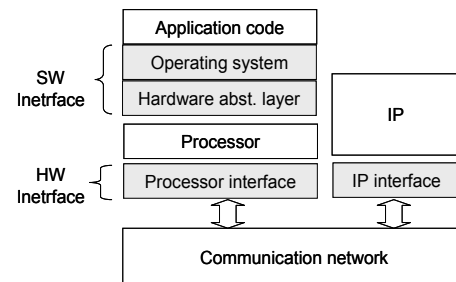 Application code
Operating system
SW
Inetrface
Hardware abst. layer
IP
Processor
HW
Inetrface
Processor interface
IP interface
Communication network